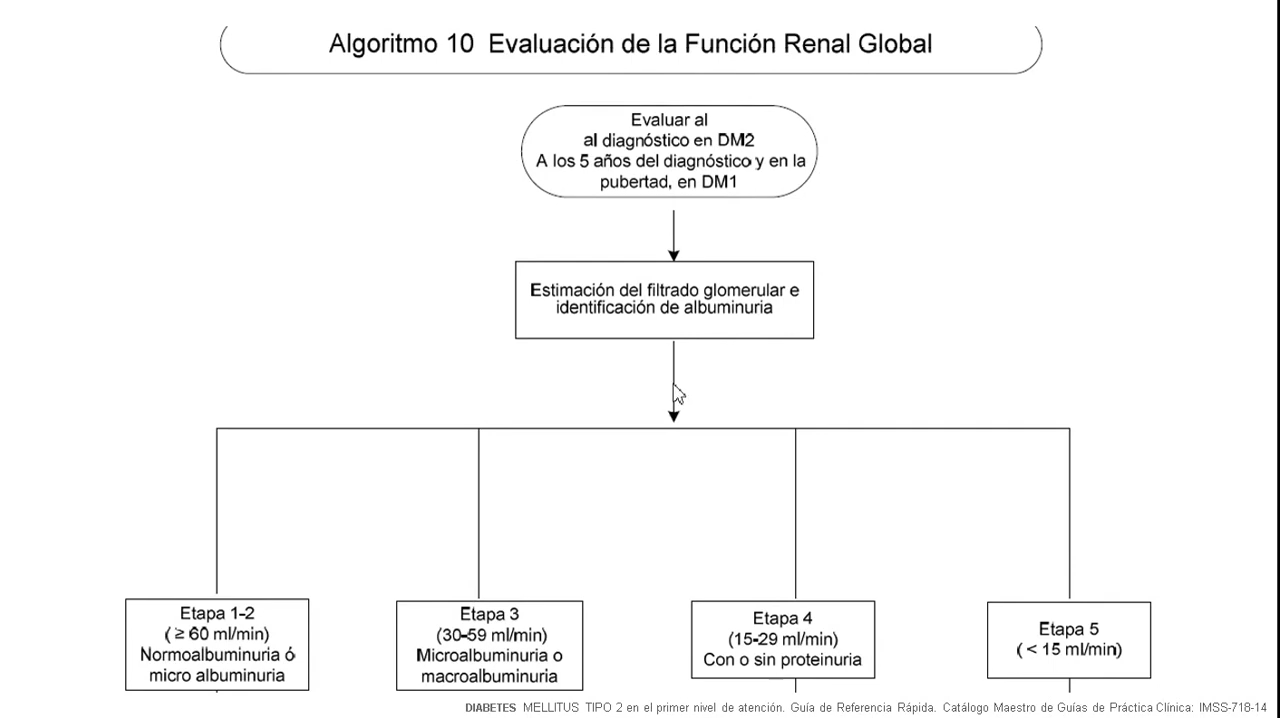 Algoritmo 10 Evaluación de la Función Renal Global
Evaluar al
al diagnóstico en DM2
A los 5 años del diagnóstico y en la
pubertad, en DM1
Estimación del filtrado glomerular e
identificación de albuminuria
Etapa 1-2
( ≥ 60 ml/min)
Normoalbuminuria ó
micro albuminuria
Etapa 3
(30-59 ml/min)
Microalbuminuria o
macroalbuminuria
Etapa 4
(15-29 ml/min)
Con o sin proteinuria
Etapa 5
( < 15 ml/min)
DIABETES MELLITUS TIPO 2 en el primer nivel de atención. Guía de Referencia Rápida. Catálogo Maestro de Guías de Práctica Clínica: IMSS-718-14